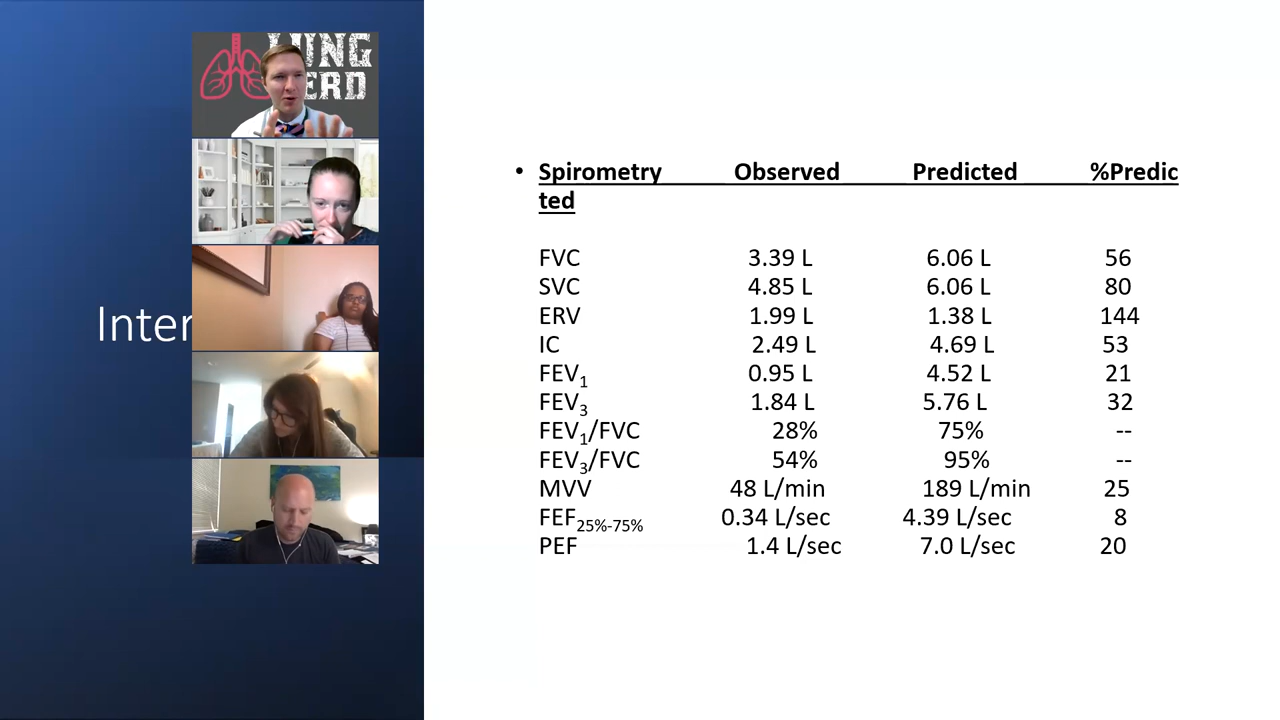 LUNG
ERD
Inter
• Spirometry Observed Predicted %Predic
ted
FVC 3.39 L 6.06 L 56
SVC 4.85 L 6.06 L 80
ERV 1.99 L 1.38 L 144
IC 2.49 L 4.69 L 53
FEV1 0.95 L 4.52 L 21
FEV3 1.84 L 5.76 L 32
FEV1/FVC 28% 75% --
FEV3/FVC 54% 95% --
MVV 48 L/min 189 L/min 25
FEF25%-75% 0.34 L/sec 4.39 L/sec 8
PEF 1.4 L/sec 7.0 L/sec 20